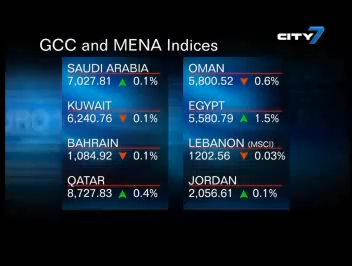 CITY7
GCC and MENA Indices
SAUDI ARABIA
7,027.81 ▲ 0.1%
KUWAIT
6,240.76 ▼ 0.1%
BAHRAIN
1,084.92 ▼ 0.1%
QATAR
8,727.83 ▲ 0.4%
OMAN
5,800.52 ▼ 0.6%
EGYPT
5,580.79 ▲ 1.5%
LEBANON (MSCI)
1202.56 ▼ 0.03%
JORDAN
2,056.61 ▲ 0.1%